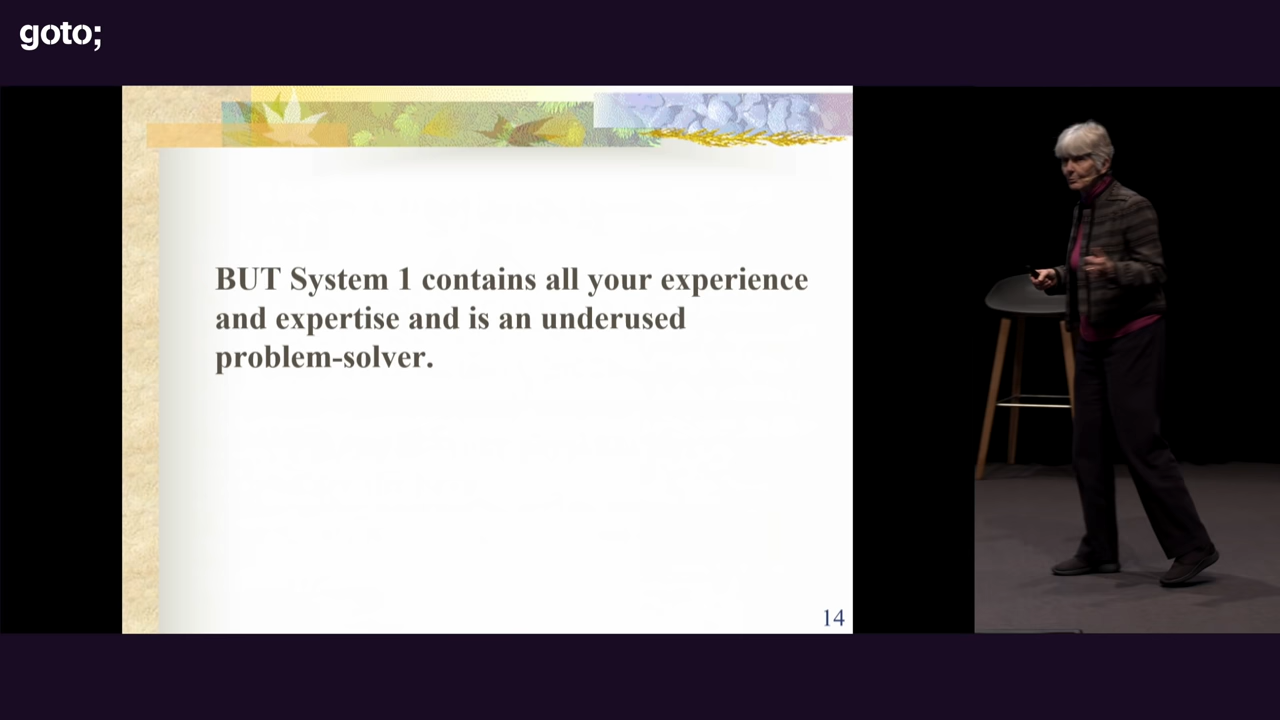 goto;
BUT System 1 contains all your experience
and expertise and is an underused
problem-solver.
14